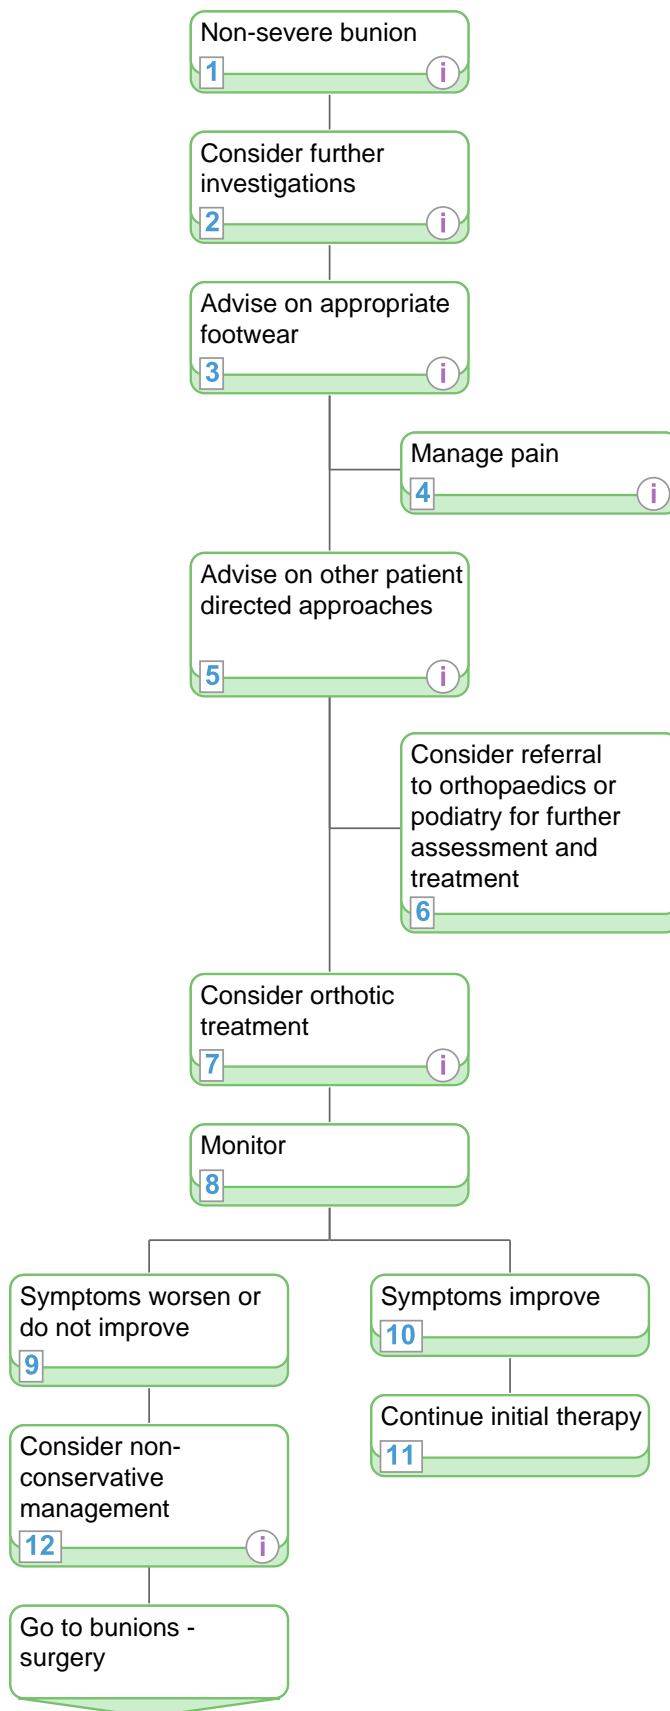 Non-severe bunion
1 i
Consider further
investigations
2 i
Advise on appropriate
footwear
3 i
Manage pain
4 i
Advise on other patient
directed approaches
5 i
Consider referral
to orthopaedics or
podiatry for further
assessment and
treatment
6
Consider orthotic
treatment
7 i
Monitor
8
Symptoms worsen or
do not improve
9
Symptoms improve
10
Continue initial therapy
11
Consider non-
conservative
management
12 i
Go to bunions -
surgery